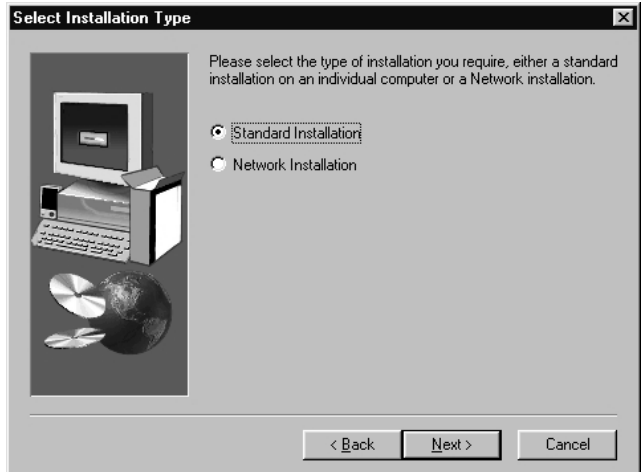 Select Installation Type
Please select the type of installation you require, either a standard
installation on an individual computer or a Network installation.
Standard Installation
Network Installation
< Back
Next >
Cancel